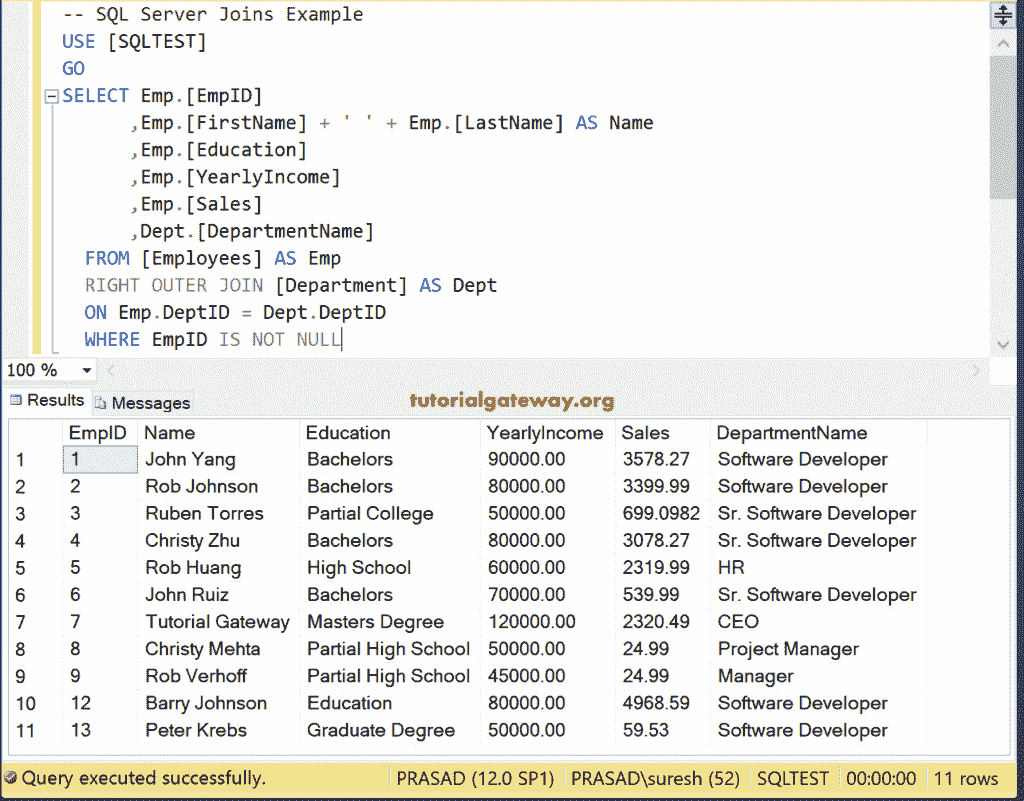 -- SQL Server Joins Example
USE [SQLTEST]
GO
SELECT Emp.[EmpID]
,Emp.[FirstName] + ' ' + Emp.[LastName] AS Name
,Emp.[Education]
,Emp.[YearlyIncome]
,Emp.[Sales]
,Dept.[DepartmentName]
FROM [Employees] AS Emp
RIGHT OUTER JOIN [Department] AS Dept
ON Emp.DeptID = Dept.DeptID
WHERE EmpID IS NOT NULL
100 %
Results Messages tutorialgateway.org
EmpID Name Education YearlyIncome Sales DepartmentName
1 1 John Yang Bachelors 90000.00 3578.27 Software Developer
2 2 Rob Johnson Bachelors 80000.00 3399.99 Software Developer
3 3 Ruben Torres Partial College 50000.00 699.0982 Sr. Software Developer
4 4 Christy Zhu Bachelors 80000.00 3078.27 Sr. Software Developer
5 5 Rob Huang High School 60000.00 2319.99 HR
6 6 John Ruiz Bachelors 70000.00 539.99 Sr. Software Developer
7 7 Tutorial Gateway Masters Degree 120000.00 2320.49 CEO
8 8 Christy Mehta Partial High School 50000.00 24.99 Project Manager
9 9 Rob Verhoff Partial High School 45000.00 24.99 Manager
10 12 Barry Johnson Education 80000.00 4968.59 Software Developer
11 13 Peter Krebs Graduate Degree 50000.00 59.53 Software Developer
Query executed successfully. PRASAD (12.0 SP1) PRASAD\suresh (52) SQLTEST 00:00:00 11 rows